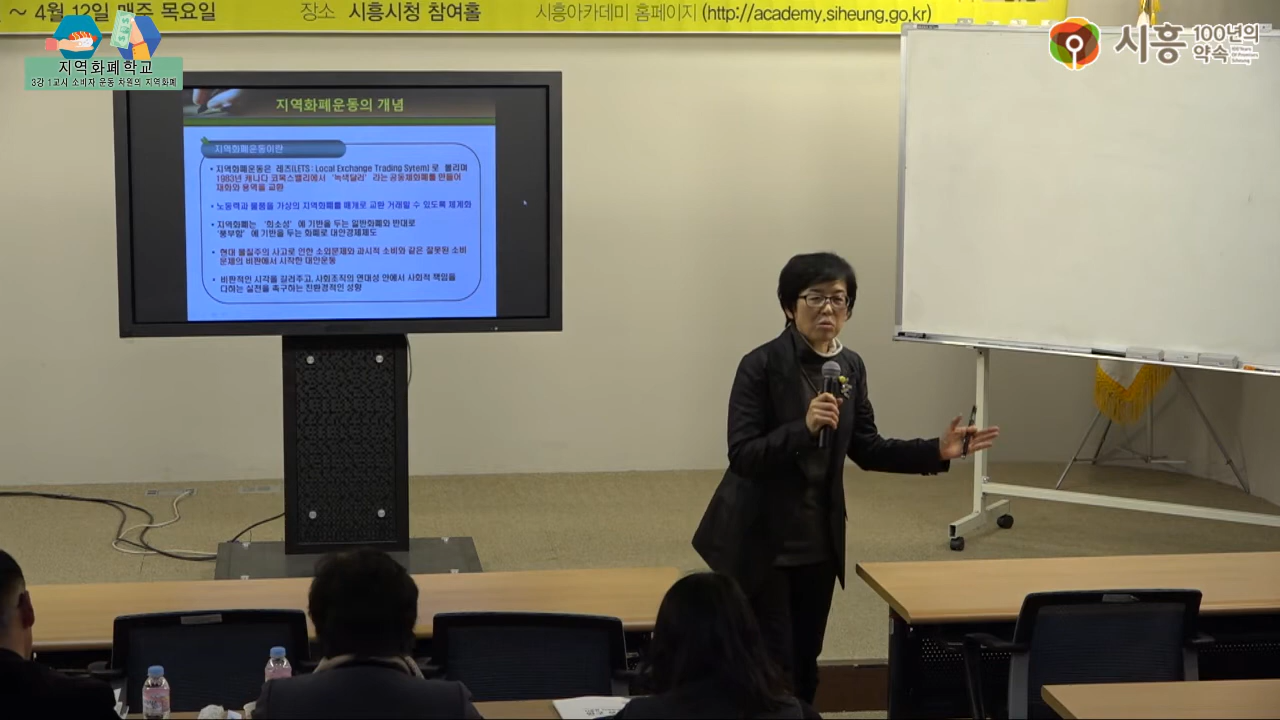 ~ 4월 12일 매주 목요일 장소 시흥시청 참여홀 시흥아카데미 홈페이지 (http://academy.siheung.go.kr)
지역화폐학교
3강 1교시 소비자 운동 차원의 지역화폐
시흥 100년의 약속
지역화폐운동의 개념
지역화폐운동이란
• 지역화폐운동은 레츠(LETS : Local Exchange Trading Sytem) 로 불리며
1983년 캐나다 코목스밸리에서 ‘녹색달러’ 라는 공동체화폐를 만들어
재화와 용역을 교환
• 노동력과 물품을 가상의 지역화폐를 매개로 교환 거래할 수 있도록 체계화
• 지역화폐는 ‘희소성’ 에 기반을 두는 일반화폐와 반대로
‘풍부함’ 에 기반을 두는 화폐로 대안경제제도
• 현대 물질주의 사고로 인한 소외문제와 과시적 소비와 같은 잘못된 소비
문제의 비판에서 시작한 대안운동
• 비판적인 시각을 길러주고, 사회조직의 연대성 안에서 사회적 책임을
다하는 실천을 촉구하는 친환경적인 성향